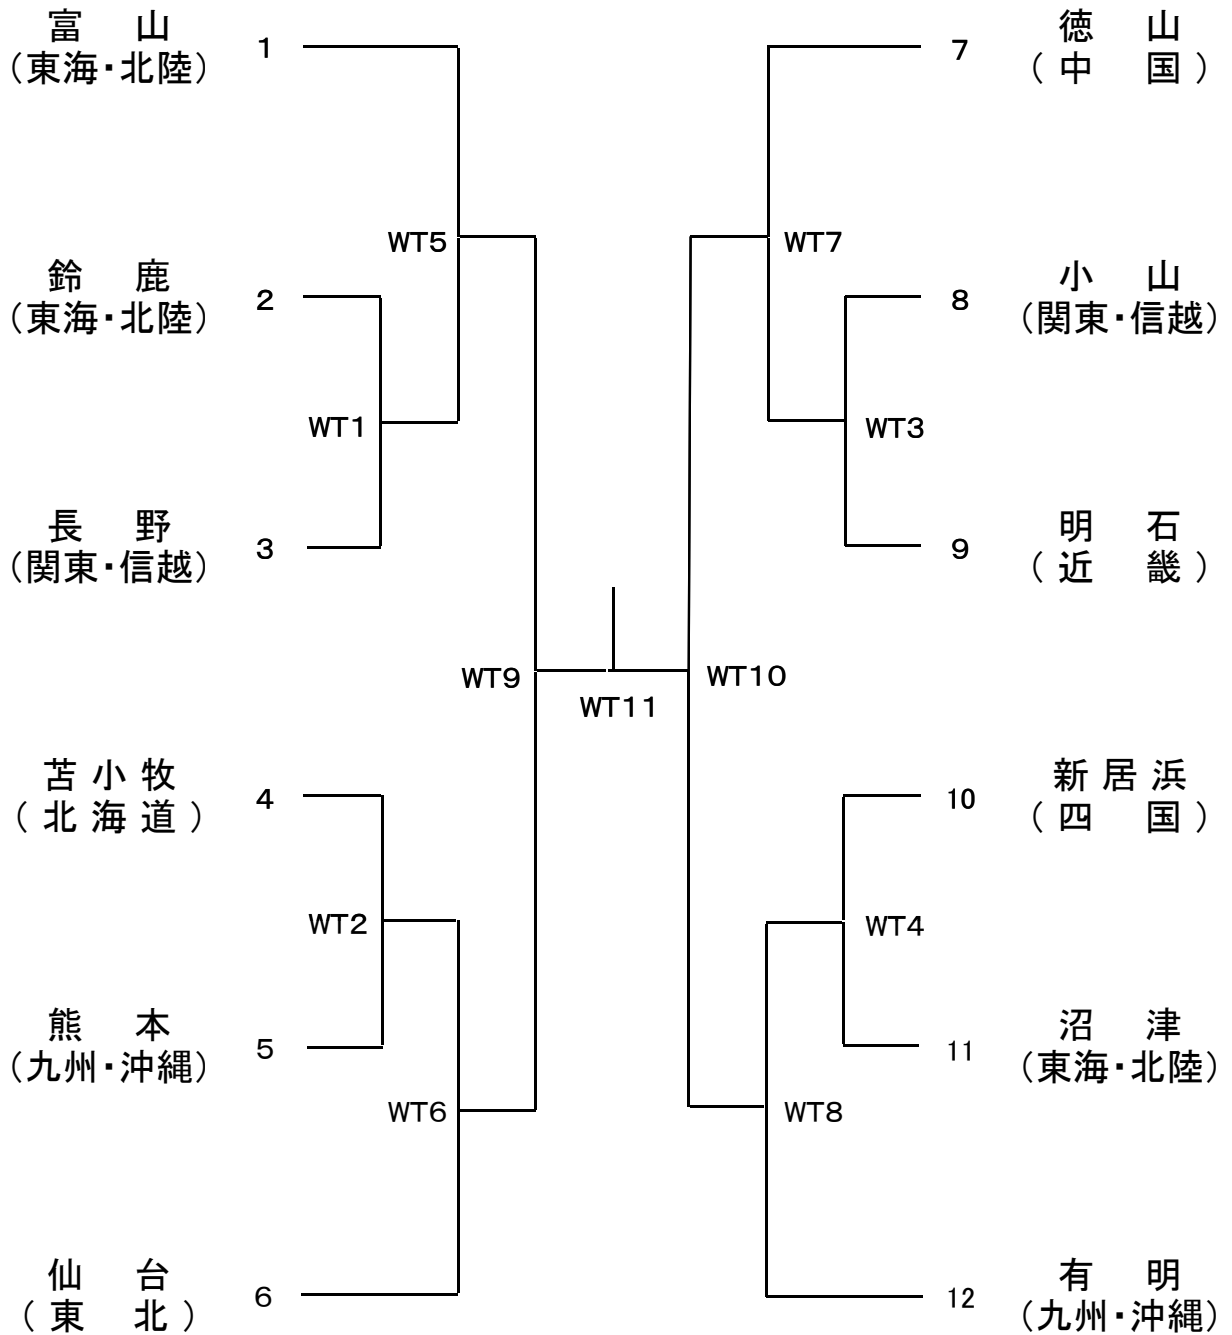 富　山
（東海・北陸）
1
7
徳　山
（中　国）
WT5
WT7
鈴　鹿
（東海・北陸）
2
8
小　山
（関東・信越）
WT1
WT3
長　野
（関東・信越）
3
9
明　石
（近　畿）
WT9
WT11
WT10
苫小牧
（北海道）
4
10
新居浜
（四　国）
WT2
WT4
熊　本
（九州・沖縄）
5
11
沼　津
（東海・北陸）
WT6
WT8
仙　台
（東　北）
6
12
有　明
（九州・沖縄）